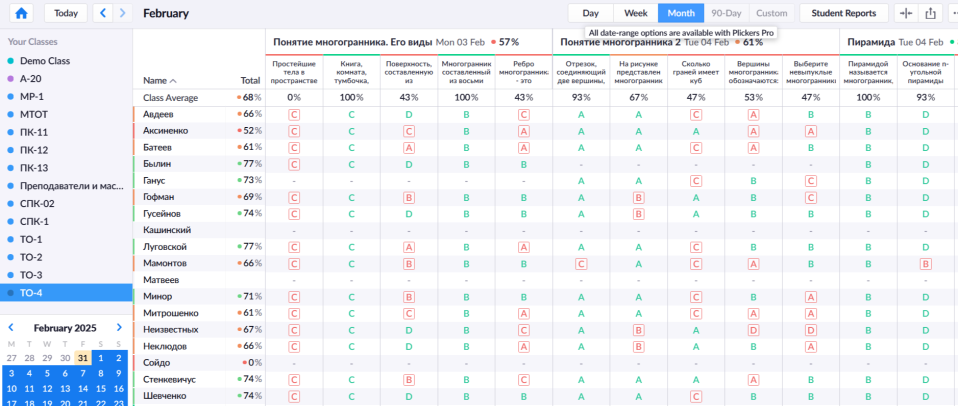 Today
February
Day Week Month 90-Day Custom Student Reports
All date-range options are available with Plickers Pro
Your Classes
Demo Class
А-20
МР-1
МТОТ
ПК-11
ПК-12
ПК-13
Преподаватели и мас...
СПК-02
СПК-1
ТО-1
ТО-2
ТО-3
ТО-4
February 2025
M T W T F S S
27 28 29 30 31 1 2
3 4 5 6 7 8 9
10 11 12 13 14 15 16
17 18 19 20 21 22 23
Понятие многогранника. Его виды Mon 03 Feb 57% Понятие многогранника 2 Tue 04 Feb 61% Пирамида Tue 04 Feb
Простейшие тела в пространстве
Книга, комната, тумбочка,
Поверхность, составленную из
Многогранник составленный из восьми
Ребро многогранника - это
Отрезок, соединяющий две вершины,
На рисунке представлен многогранник
Сколько граней имеет куб
Вершины многогранника обозначаются:
Выберите невыпуклые многогранники
Пирамидой называется многогранник,
Основание n-угольной пирамиды
Name Total
Class Average 68% 0% 100% 43% 100% 43% 93% 67% 47% 53% 47% 100% 93%
Авдеев 66% C C D B C A A C A B B D
Аксиненко 52% C C C B A A A A A A B D
Батеев 61% C C A B A A A C A B B D
Былин 77% C C D B B - - - - - B D
Ганус 73% - - - - - A A C B C B D
Гофман 69% C C B B B A B A B C B D
Гусейнов 74% C C D B B A B A B B B D
Кашинский - - - - - - - - - - - -
Луговской 77% C C A B A A A C B B B D
Мамонтов 66% C C B B B C A C A B B B
Матвеев - - - - - - - - - - - -
Минор 71% C C B B B A A C B A B D
Митрошенко 61% C C C B A A A C A A B D
Неизвестных 67% C C D B C A B A D D B D
Неклюдов 66% C C D B A A B A C A B D
Сойдо 0% - - - - - - - - - - - -
Стенкевичус 74% C C B B C A A A A B B D
Шевченко 74% C C D B B A A C B B B D